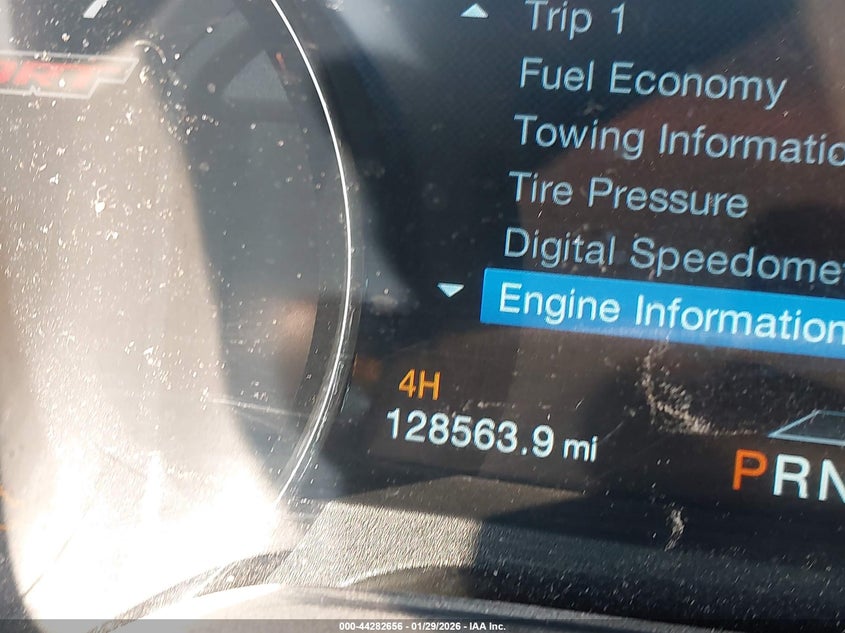 Trip 1
Fuel Economy
Towing Informatio
Tire Pressure
Digital Speedome
Engine Information
4H
128563.9 mi
PRN
000-44282656 - 01/29/2026 - IAA Inc.